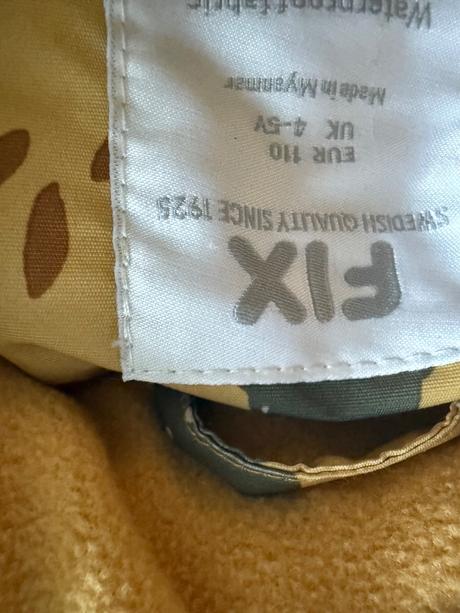 FIX
SWEDISH QUALITY SINCE 1925
EUR 110
UK 4-5Y
Made in Myanmar
Waterproof fabric